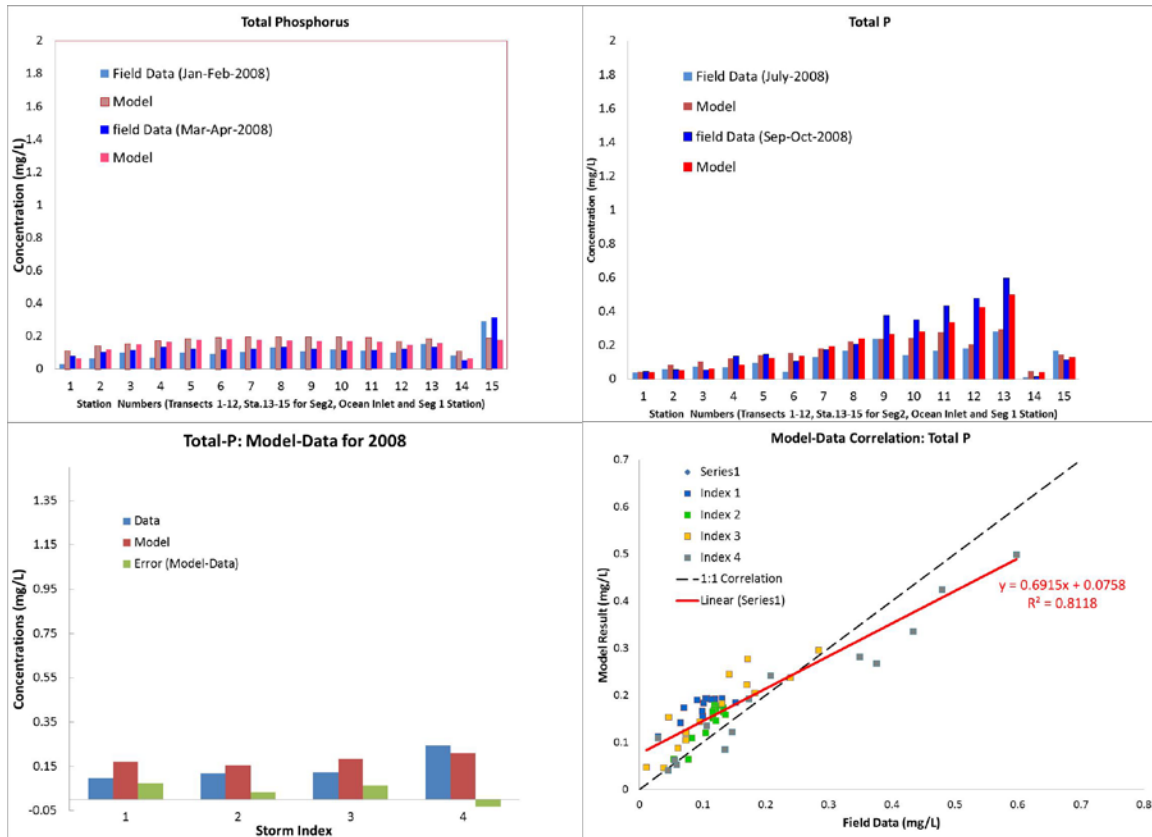 Total Phosphorus
2
1.8
1.6
1.4
1.2
1
0.8
0.6
0.4
0.2
0
Concentration (mg/L)
Field Data (Jan-Feb-2008)
Model
field Data (Mar-Apr-2008)
Model
1 2 3 4 5 6 7 8 9 10 11 12 13 14 15
Station Numbers (Transects 1-12, Sta.13-15 for Seg2, Ocean Inlet and Seg 1 Station)
Total P
2
1.8
1.6
1.4
1.2
1
0.8
0.6
0.4
0.2
0
Concentration (mg/L)
Field Data (July-2008)
Model
field Data (Sep-Oct-2008)
Model
1 2 3 4 5 6 7 8 9 10 11 12 13 14 15
Station Numbers (Transects 1-12, Sta.13-15 for Seg2, Ocean Inlet and Seg 1 Station)
Total-P: Model-Data for 2008
1.35
1.15
0.95
0.75
0.55
0.35
0.15
-0.05
Concentrations (mg/L)
Data
Model
Error (Model-Data)
1 2 3 4
Storm Index
Model-Data Correlation: Total P
0.7
0.6
0.5
0.4
0.3
0.2
0.1
0
Model Result (mg/L)
Series1
Index 1
Index 2
Index 3
Index 4
1:1 Correlation
Linear (Series1)
y = 0.6915x + 0.0758
R² = 0.8118
0 0.1 0.2 0.3 0.4 0.5 0.6 0.7 0.8
Field Data (mg/L)